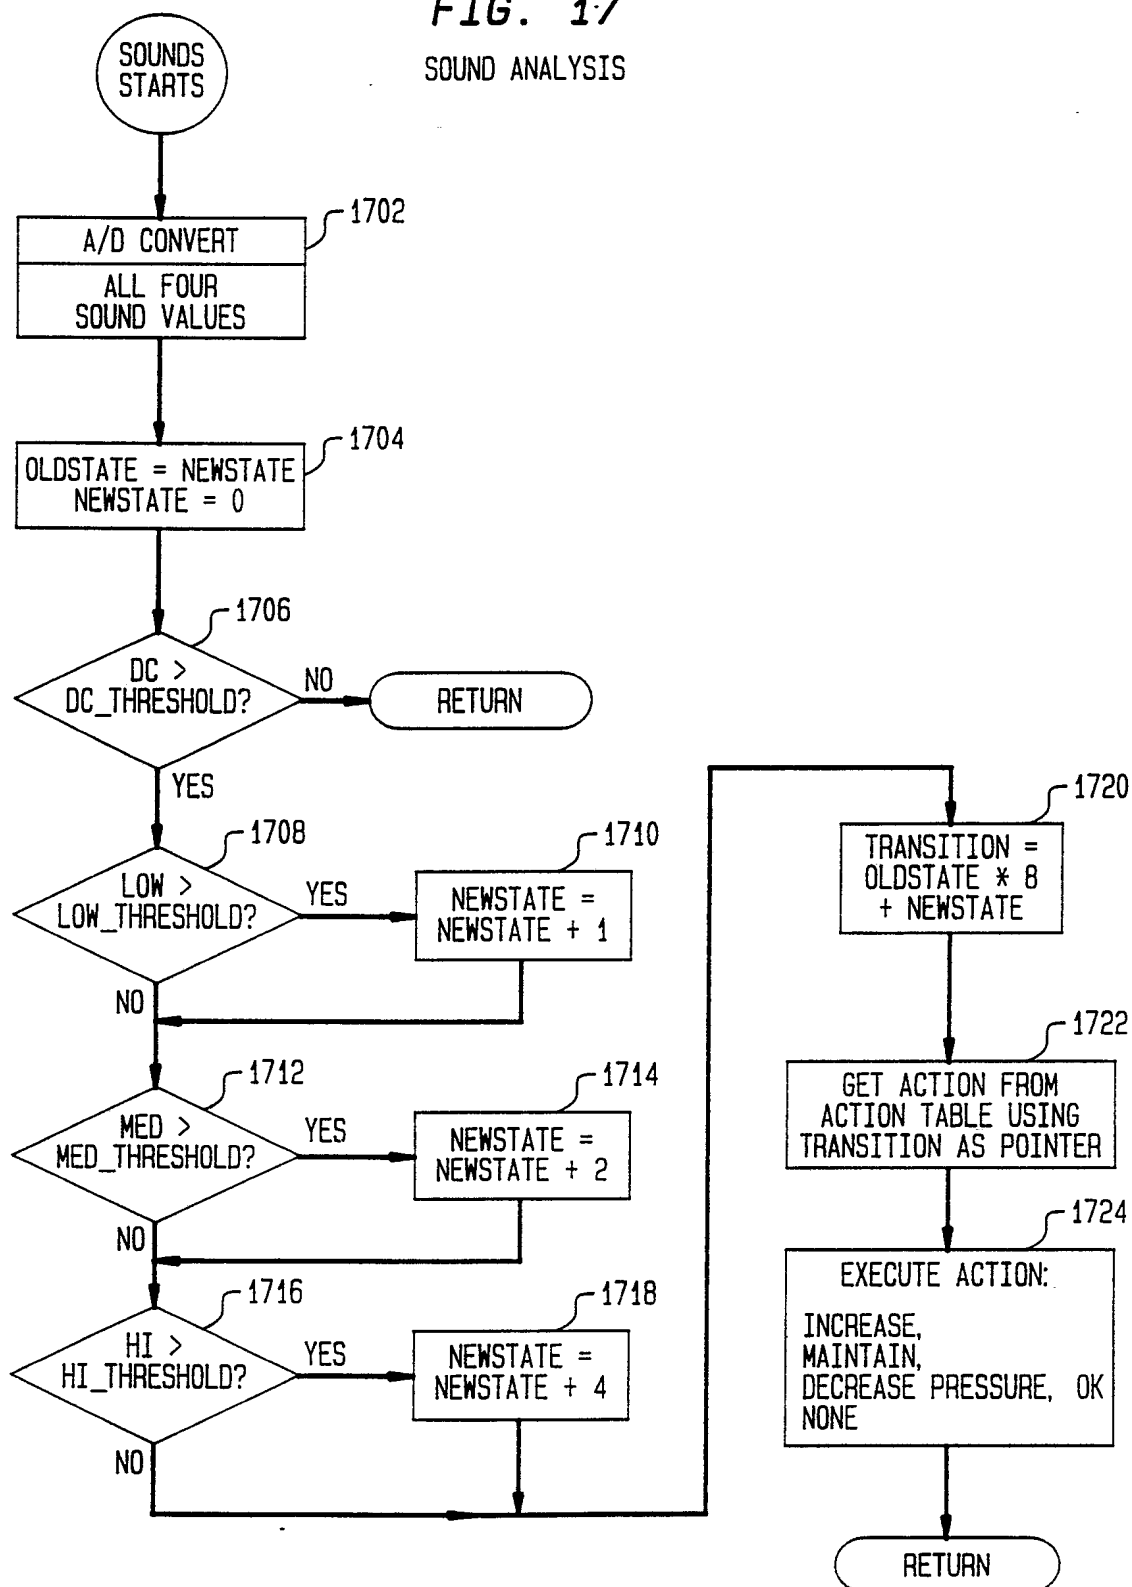 FIG. 17
SOUND ANALYSIS
SOUNDS
STARTS
1702
A/D CONVERT
ALL FOUR
SOUND VALUES
1704
OLDSTATE = NEWSTATE
NEWSTATE = 0
1706
DC >
DC_THRESHOLD?
NO
RETURN
YES
1708
LOW >
LOW_THRESHOLD?
YES
1710
NEWSTATE =
NEWSTATE + 1
NO
1712
MED >
MED_THRESHOLD?
YES
1714
NEWSTATE =
NEWSTATE + 2
NO
1716
HI >
HI_THRESHOLD?
YES
1718
NEWSTATE =
NEWSTATE + 4
NO
1720
TRANSITION =
OLDSTATE * 8
+ NEWSTATE
1722
GET ACTION FROM
ACTION TABLE USING
TRANSITION AS POINTER
1724
EXECUTE ACTION:
INCREASE,
MAINTAIN,
DECREASE PRESSURE, OK
NONE
RETURN